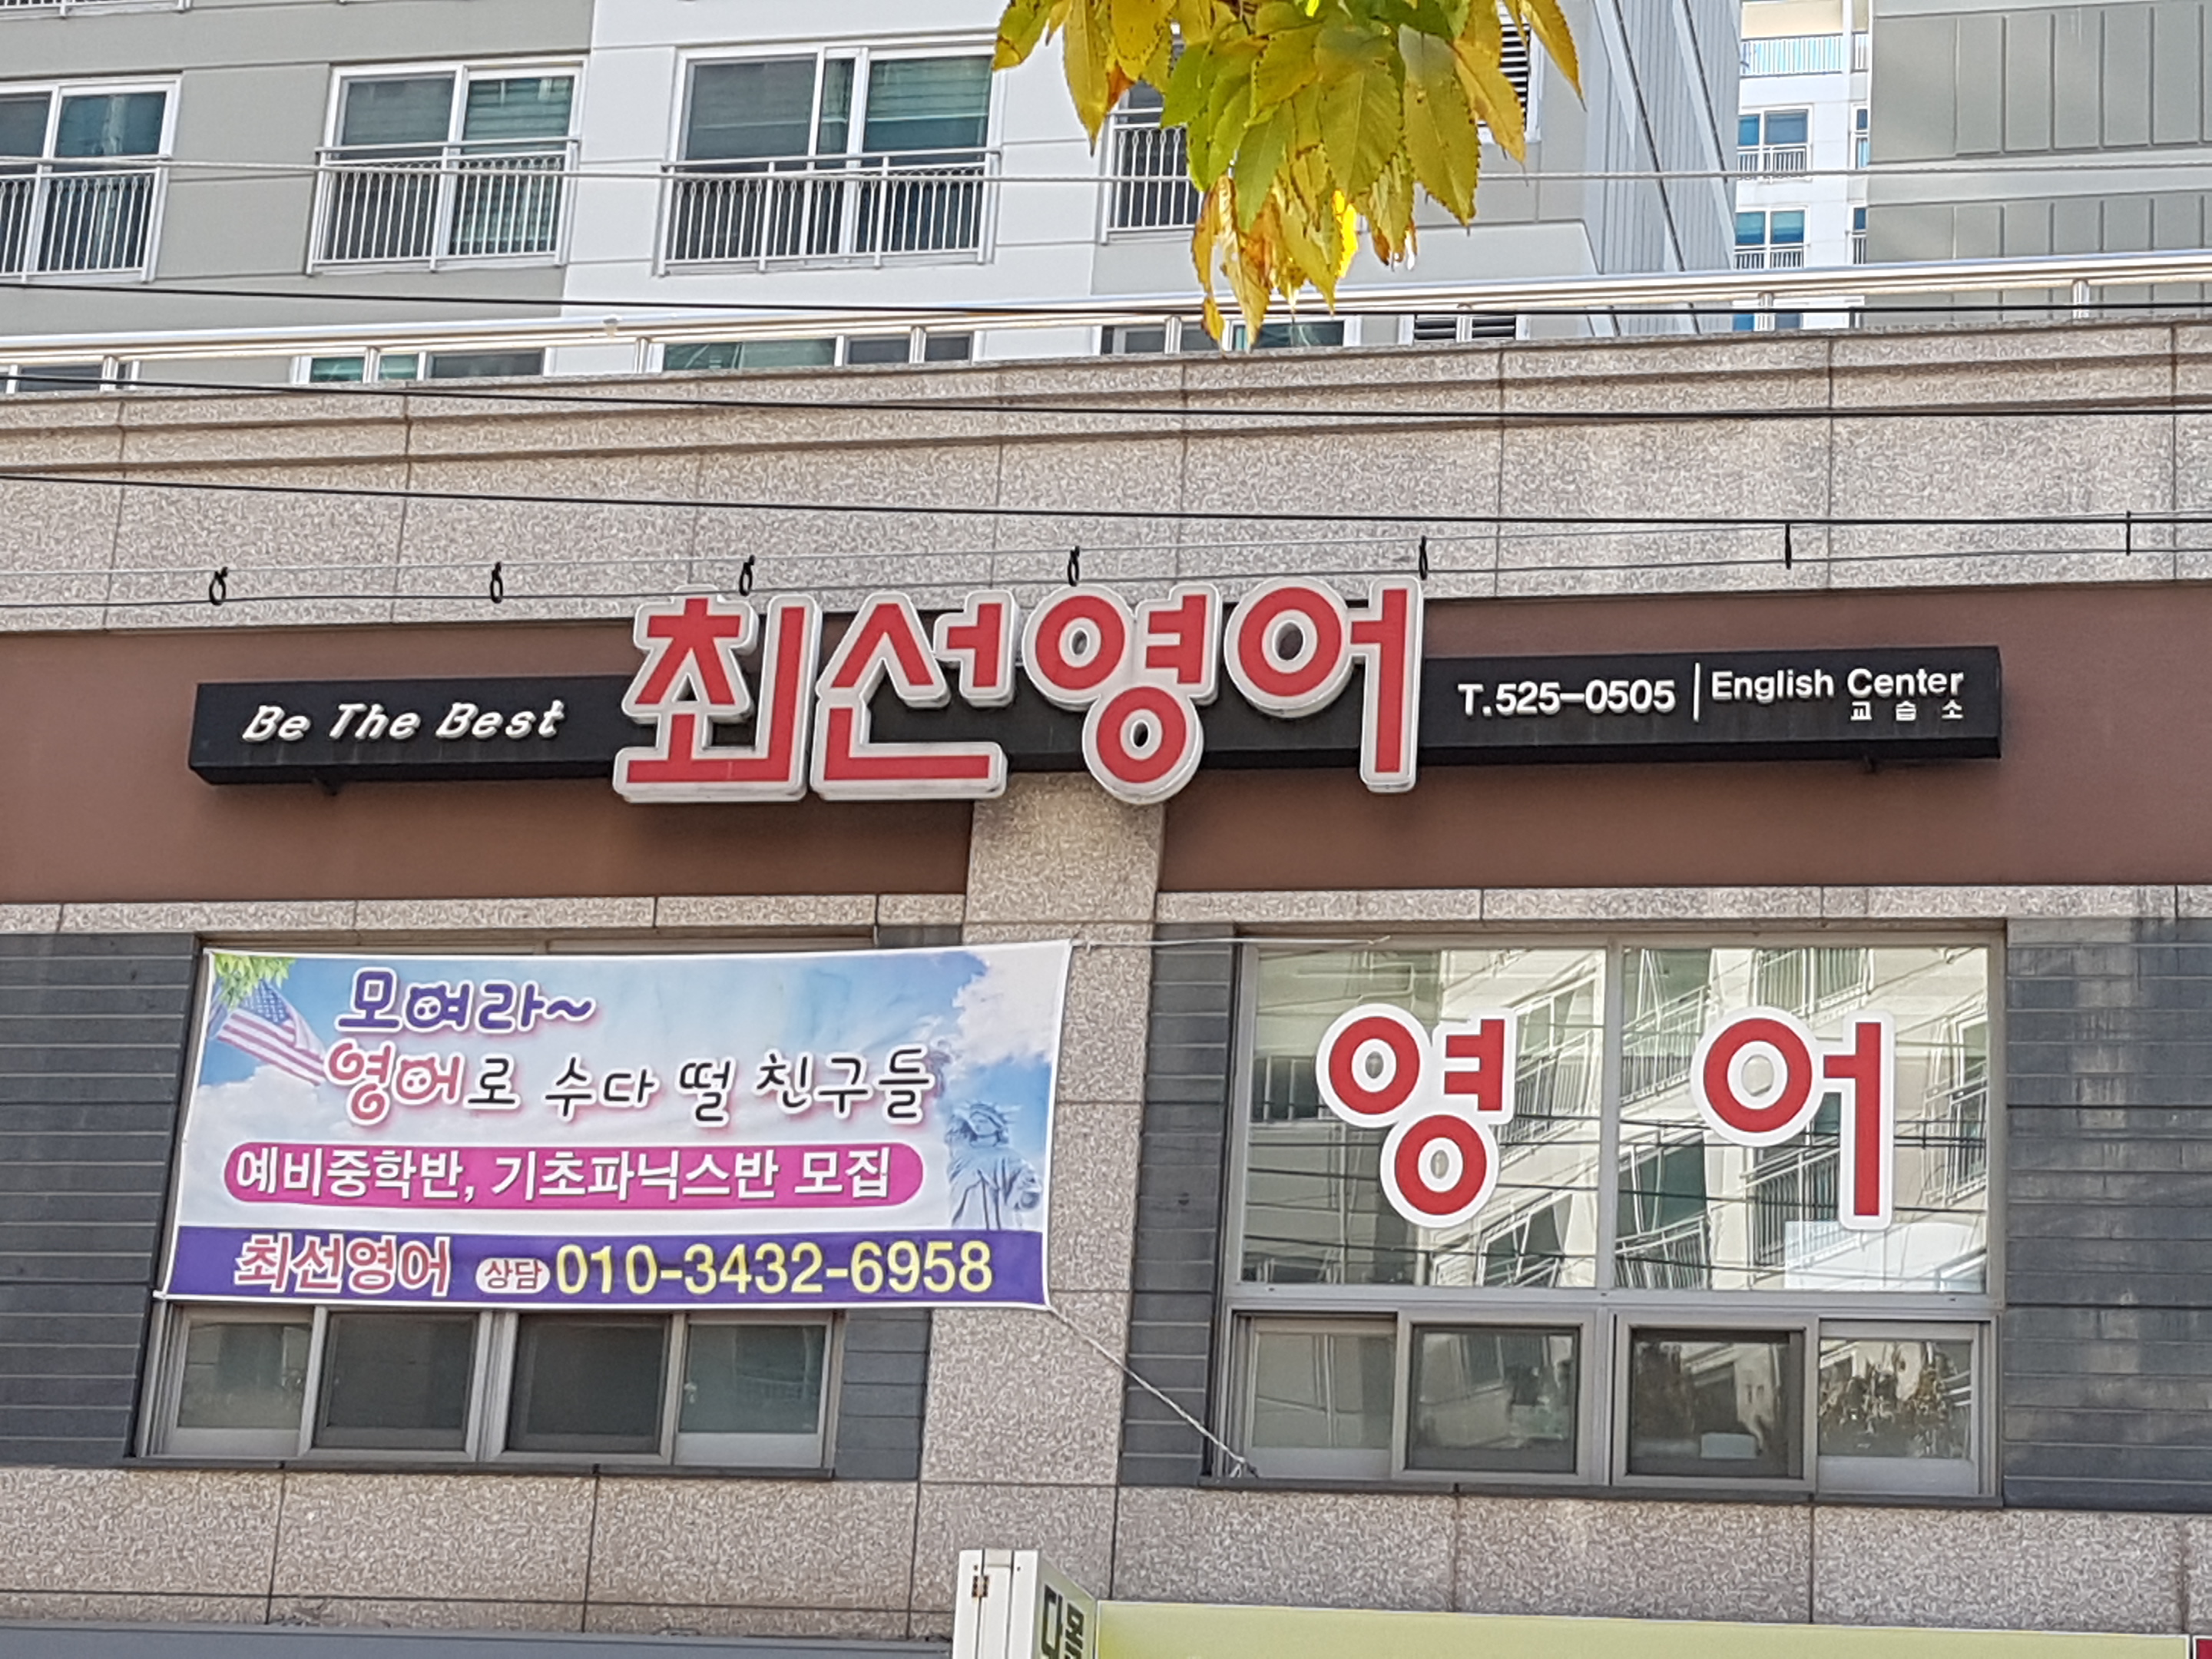 Be The Best
최선영어
T.525-0505
English Center
교습소
모여라~
영어로 수다 떨 친구들
예비중학반, 기초파닉스반 모집
최선영어 상담 010-3432-6958
영어